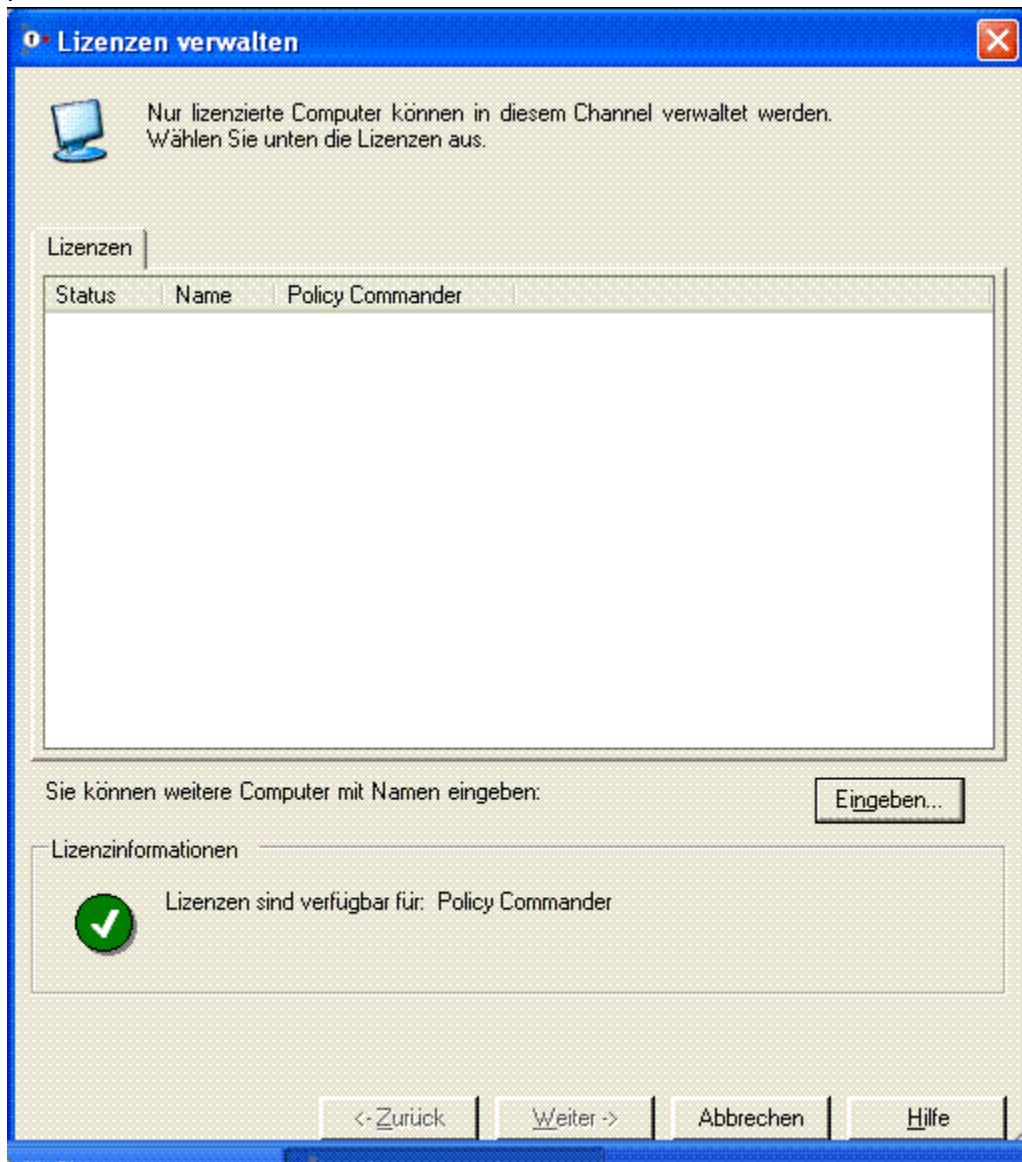 Lizenzen verwalten
Nur lizenzierte Computer können in diesem Channel verwaltet werden.
Wählen Sie unten die Lizenzen aus.
Lizenzen
Status Name Policy Commander
Sie können weitere Computer mit Namen eingeben:
Eingeben...
Lizenzinformationen
Lizenzen sind verfügbar für: Policy Commander
<- Zurück Weiter -> Abbrechen Hilfe